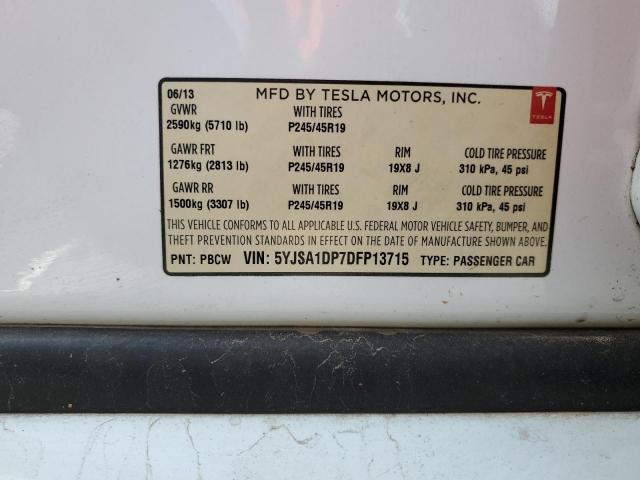 06/13 MFD BY TESLA MOTORS, INC.
TESLA
GVWR WITH TIRES
2590kg (5710 lb) P245/45R19
GAWR FRT WITH TIRES RIM COLD TIRE PRESSURE
1276kg (2813 lb) P245/45R19 19X8 J 310 kPa, 45 psi
GAWR RR WITH TIRES RIM COLD TIRE PRESSURE
1500kg (3307 lb) P245/45R19 19X8 J 310 kPa, 45 psi
THIS VEHICLE CONFORMS TO ALL APPLICABLE U.S. FEDERAL MOTOR VEHICLE SAFETY, BUMPER, AND
THEFT PREVENTION STANDARDS IN EFFECT ON THE DATE OF MANUFACTURE SHOWN ABOVE.
PNT: PBCW VIN: 5YJSA1DP7DFP13715 TYPE: PASSENGER CAR